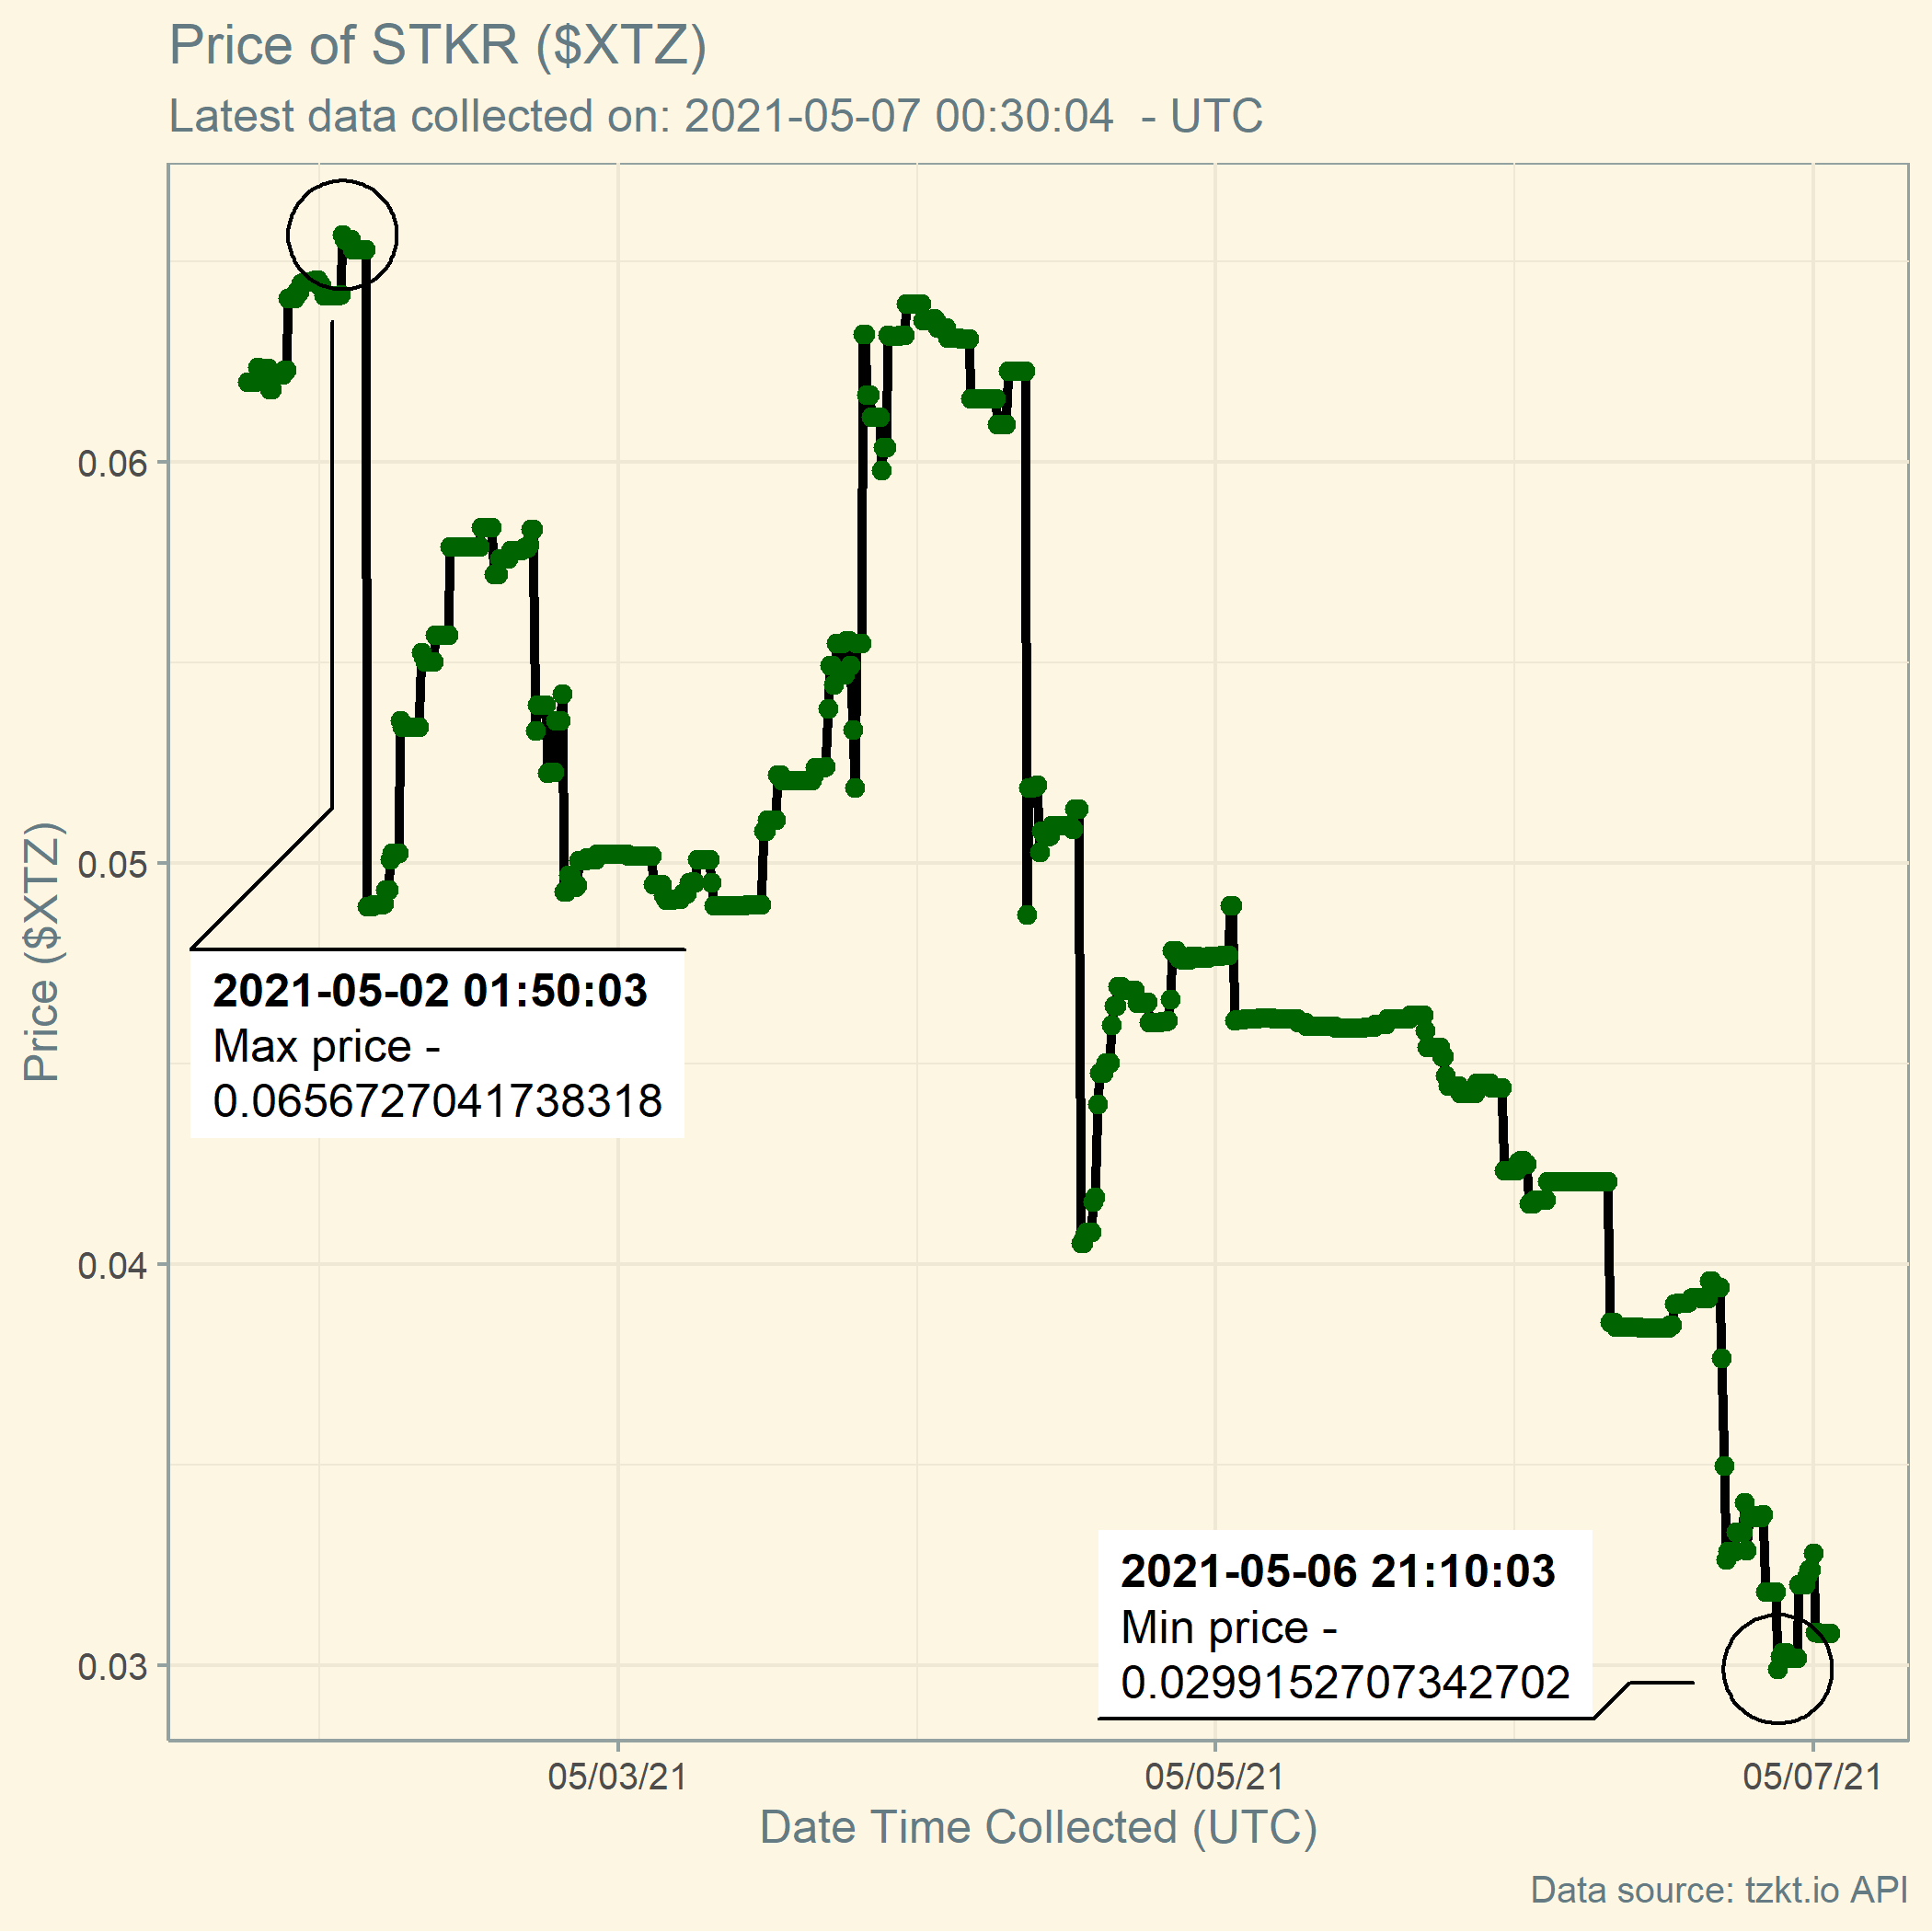 Price of STKR ($XTZ)
Latest data collected on: 2021-05-07 00:30:04  - UTC
Price ($XTZ)
0.06
0.05
0.04
0.03
2021-05-02 01:50:03
Max price -
0.0656727041738318
2021-05-06 21:10:03
Min price -
0.0299152707342702
05/03/21
05/05/21
05/07/21
Date Time Collected (UTC)
Data source: tzkt.io API